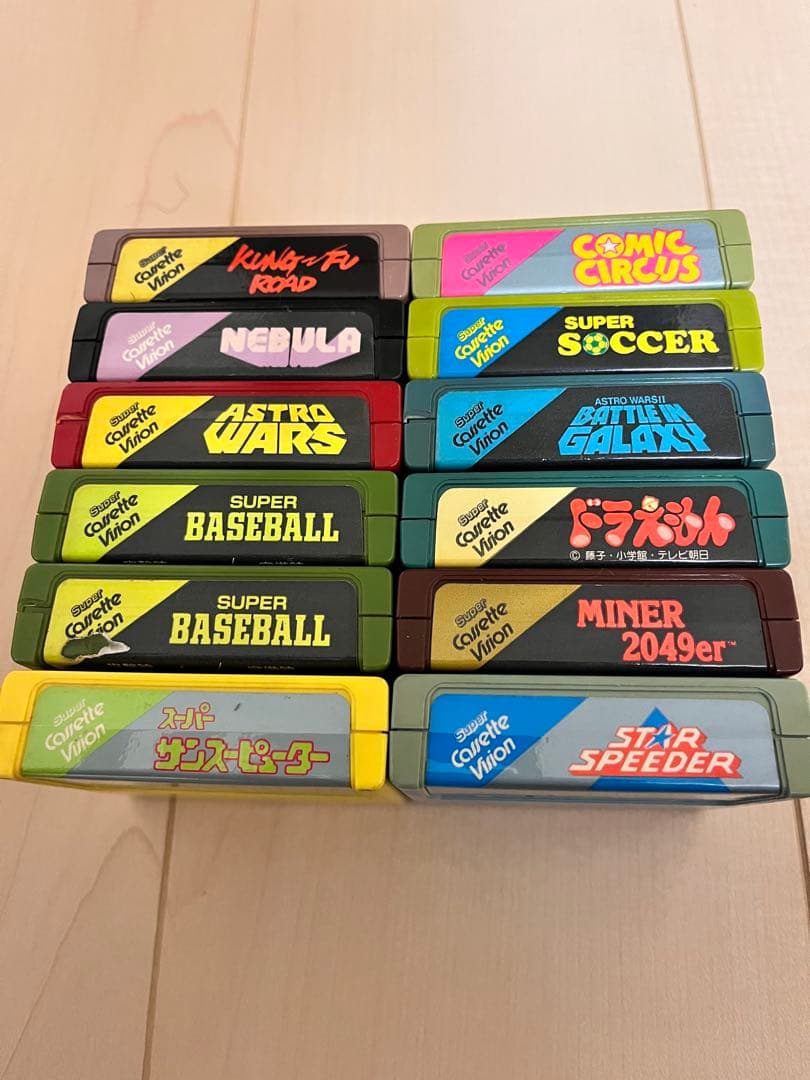 Super
Cassette
Vision
KUNG-FU
ROAD
Super
Cassette
Vision
NEBULA
Super
Cassette
Vision
ASTRO
WARS
Super
Cassette
Vision
SUPER
BASEBALL
Super
Cassette
Vision
SUPER
BASEBALL
Super
Cassette
Vision
スーパー
サンスーピューター
Super
Cassette
Vision
COMIC
CIRCUS
Super
Cassette
Vision
SUPER
SOCCER
Super
Cassette
Vision
ASTRO WARS II
BATTLE IN
GALAXY
Super
Cassette
Vision
ドラえもん
© 藤子・小学館・テレビ朝日
Super
Cassette
Vision
MINER
2049er™
Super
Cassette
Vision
STAR
SPEEDER